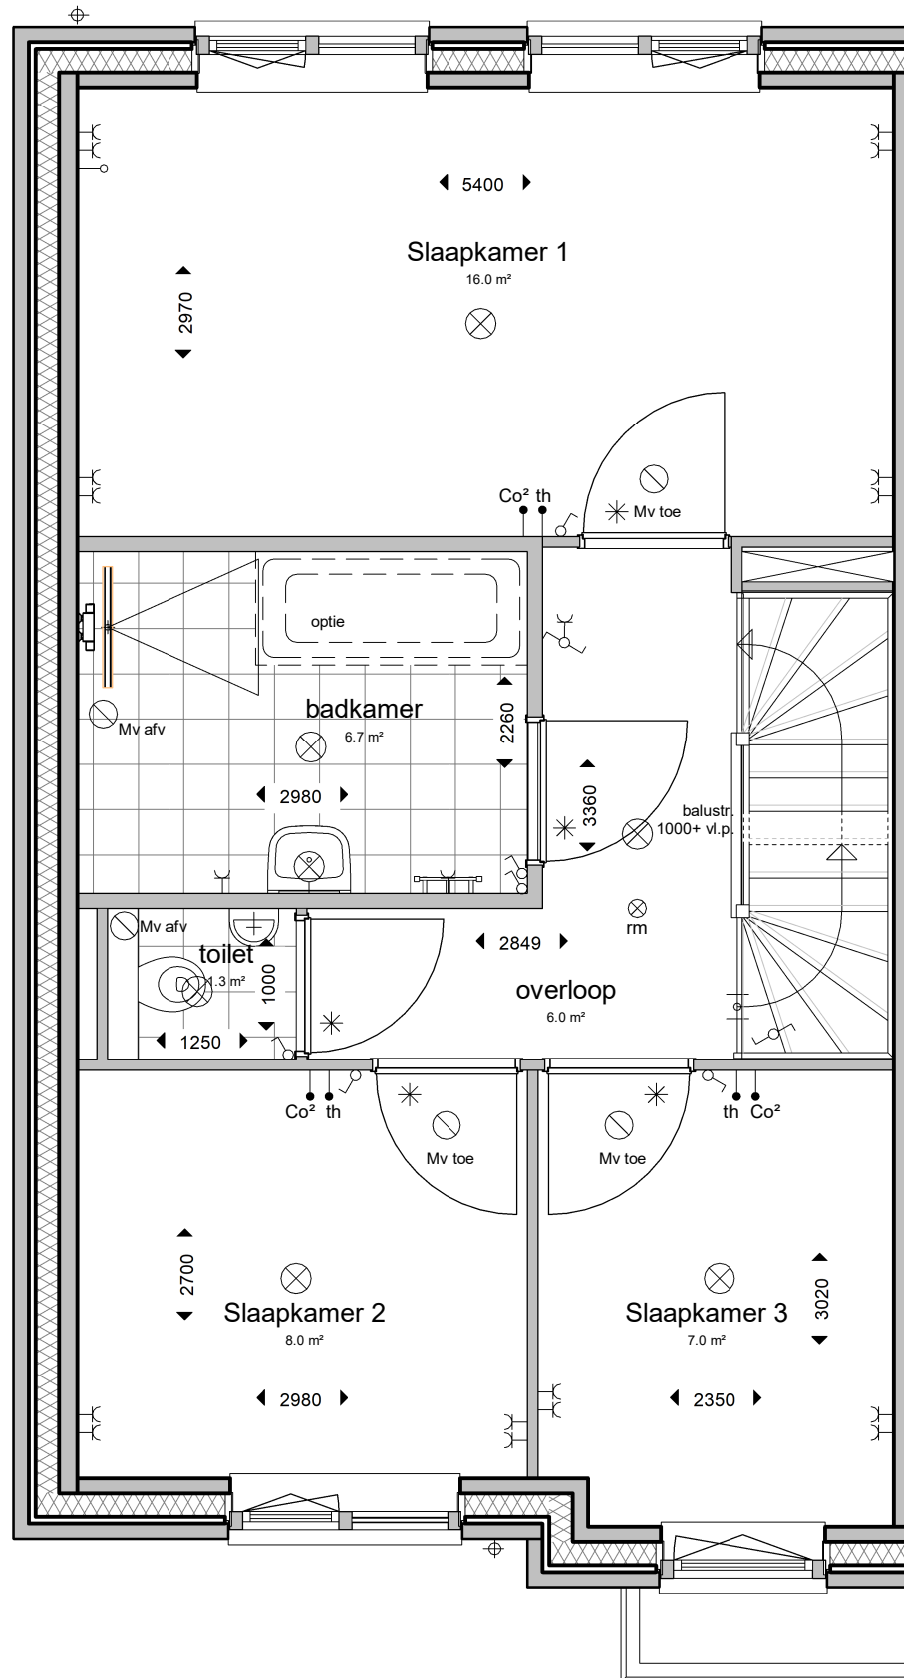 5400
Slaapkamer 1
16.0 m²
2970
Co² th
Mv toe
optie
badkamer
6.7 m²
2260
Mv afv
2980
3360
balustr.
1000+ vl.p.
rm
Mv afv
toilet
1.3 m²
1000
1250
2849
overloop
6.0 m²
Co² th
Mv toe
Mv toe
th Co²
2700
Slaapkamer 2
8.0 m²
2980
Slaapkamer 3
7.0 m²
3020
2350